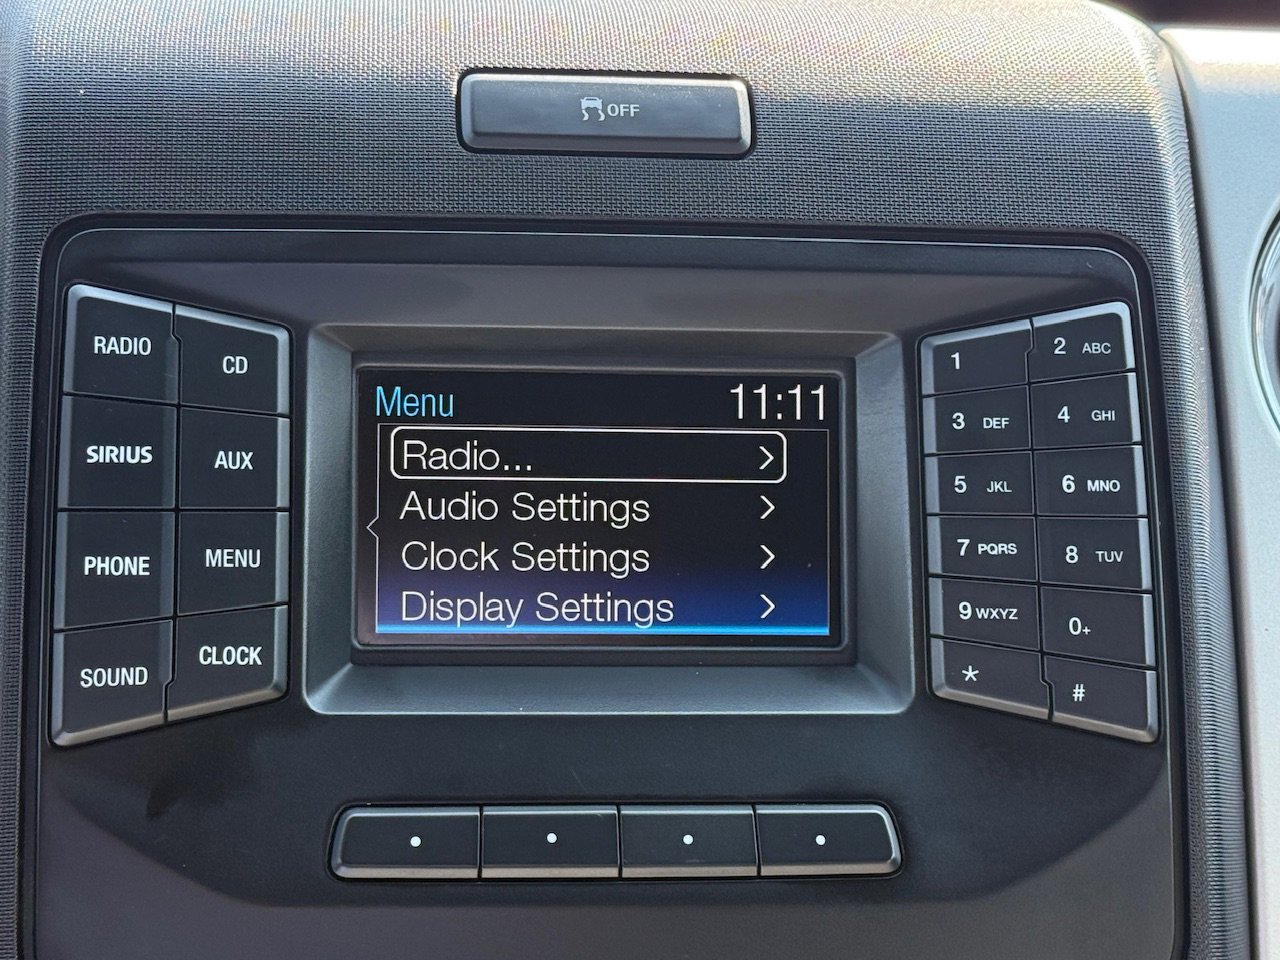 OFF
RADIO
CD
SIRIUS
AUX
PHONE
MENU
SOUND
CLOCK
Menu 11:11
Radio...
Audio Settings
Clock Settings
Display Settings
1
2 ABC
3 DEF
4 GHI
5 JKL
6 MNO
7 PQRS
8 TUV
9 WXYZ
0+
*
#